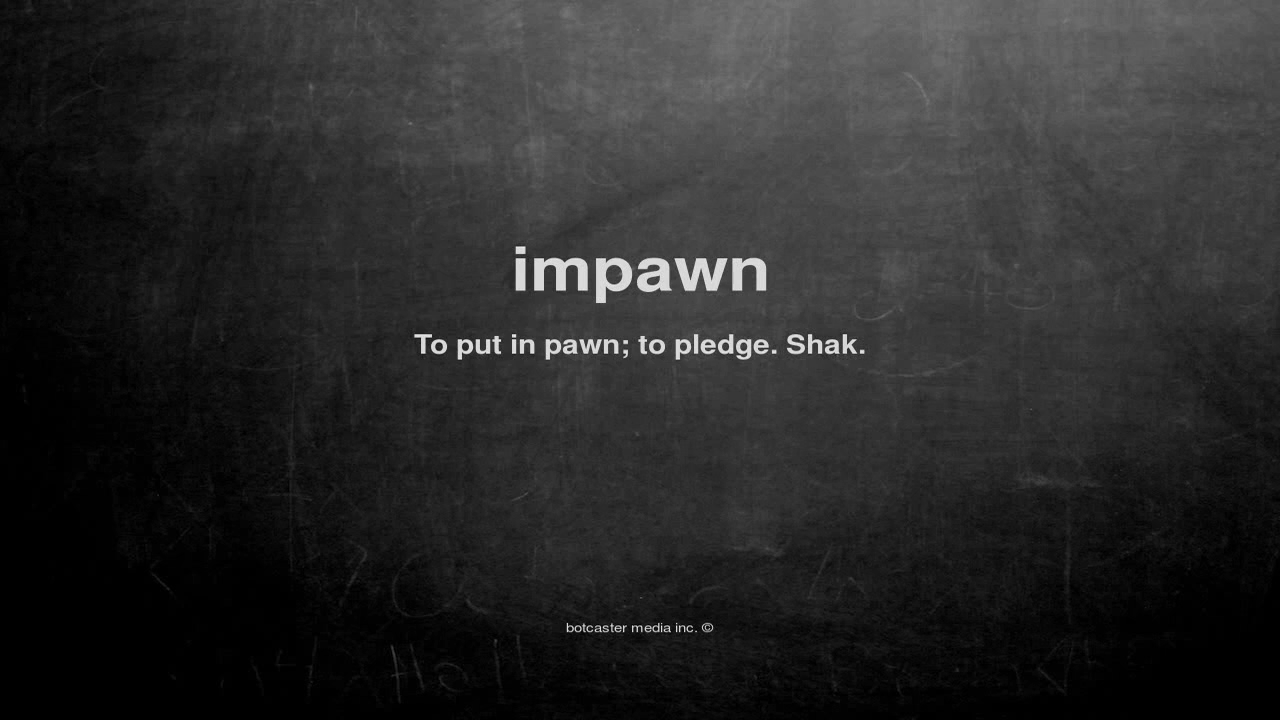 impawn
To put in pawn; to pledge. Shak.
botcaster media inc. ©